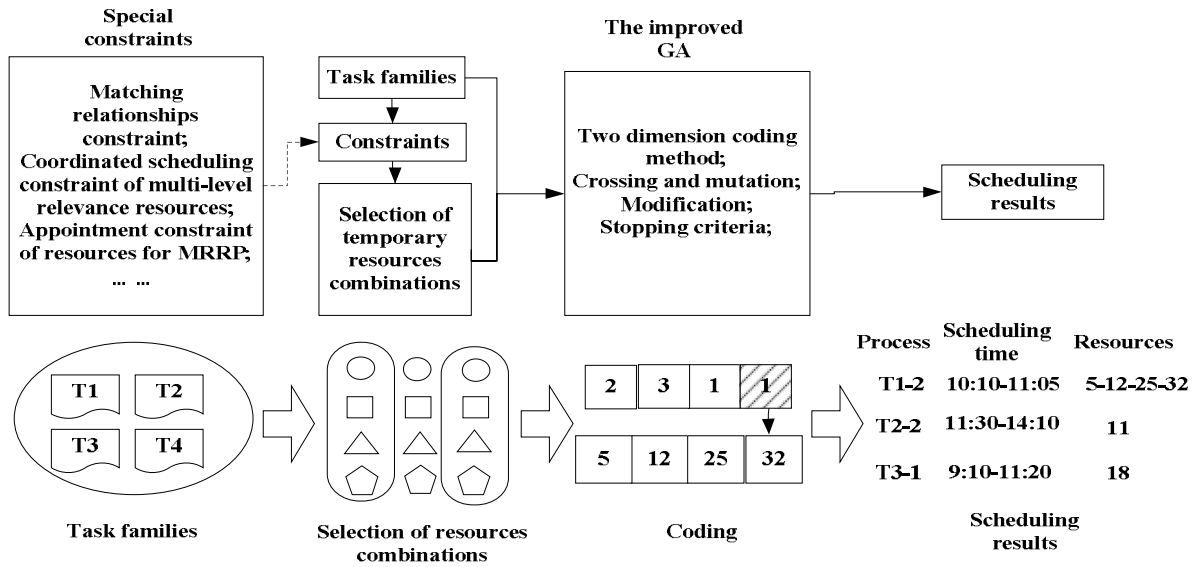 Special
constraints
Matching
relationships
constraint;
Coordinated scheduling
constraint of multi-level
relevance resources;
Appointment constraint
of resources for MRRP;
... ...
Task families
Constraints
Selection of
temporary
resources
combinations
The improved
GA
Two dimension coding
method;
Crossing and mutation;
Modification;
Stopping criteria;
Scheduling
results
T1 T2
T3 T4
Task families
Selection of resources
combinations
2 3 1 1
5 12 25 32
Coding
Process Scheduling time Resources
T1-2 10:10-11:05 5-12-25-32
T2-2 11:30-14:10 11
T3-1 9:10-11:20 18
Scheduling
results